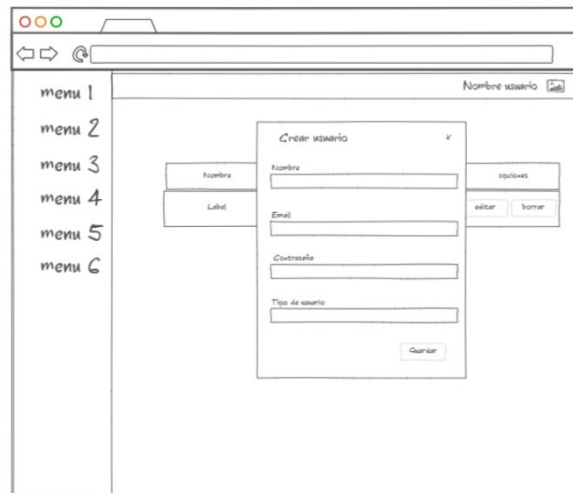 Nombre usuario
menu 1
menu 2
menu 3
menu 4
menu 5
menu 6
Crear usuario x
Nombre
Email
Contraseña
Tipo de usuario
Guardar
Nombre opciones
Label editar borrar